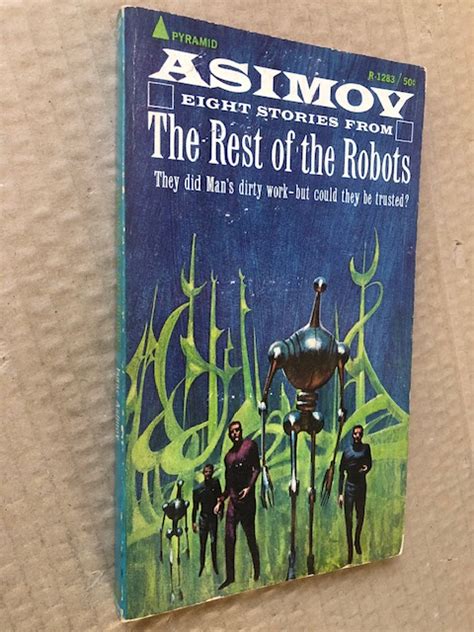 PYRAMID
R-1283 / 50¢
ASIMOV
EIGHT STORIES FROM
The Rest of the Robots
They did Man's dirty work—but could they be trusted?